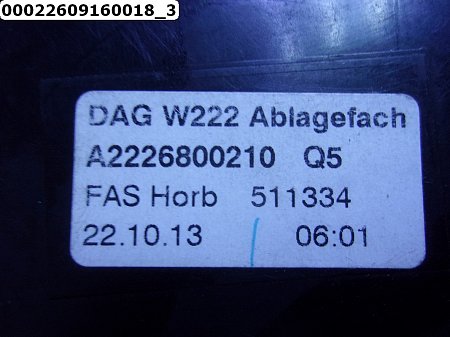 00022609160018_3
DAG W222 Ablagefach
A2226800210 Q5
FAS Horb 511334
22.10.13 06:01